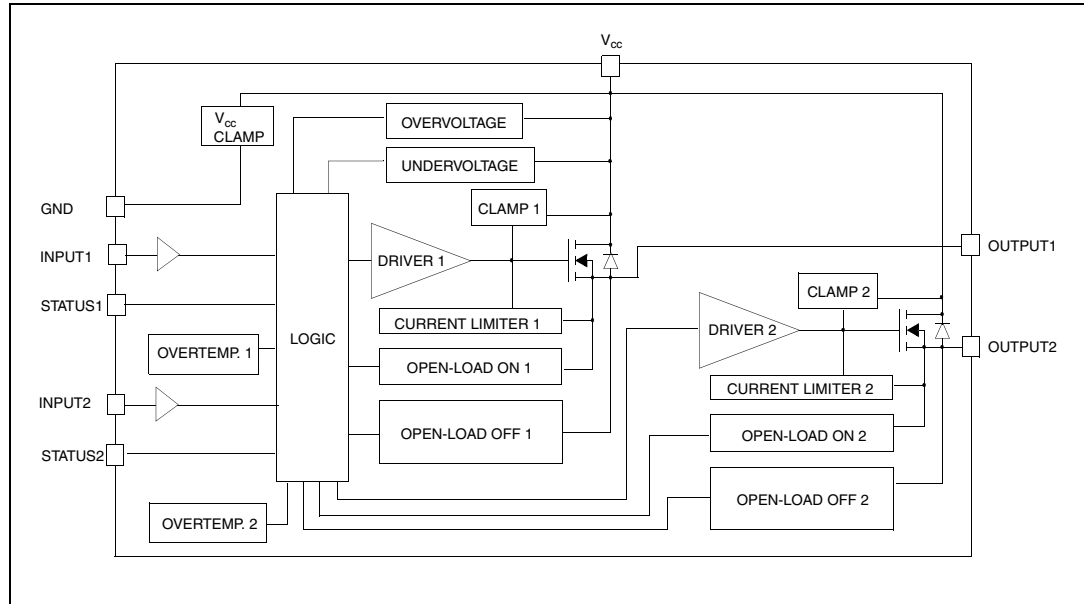 Vcc
Vcc
CLAMP
OVERVOLTAGE
UNDERVOLTAGE
GND
CLAMP 1
INPUT1
DRIVER 1
OUTPUT1
STATUS1
CLAMP 2
CURRENT LIMITER 1
DRIVER 2
LOGIC
OVERTEMP. 1
OUTPUT2
OPEN-LOAD ON 1
CURRENT LIMITER 2
INPUT2
OPEN-LOAD OFF 1
OPEN-LOAD ON 2
STATUS2
OPEN-LOAD OFF 2
OVERTEMP. 2